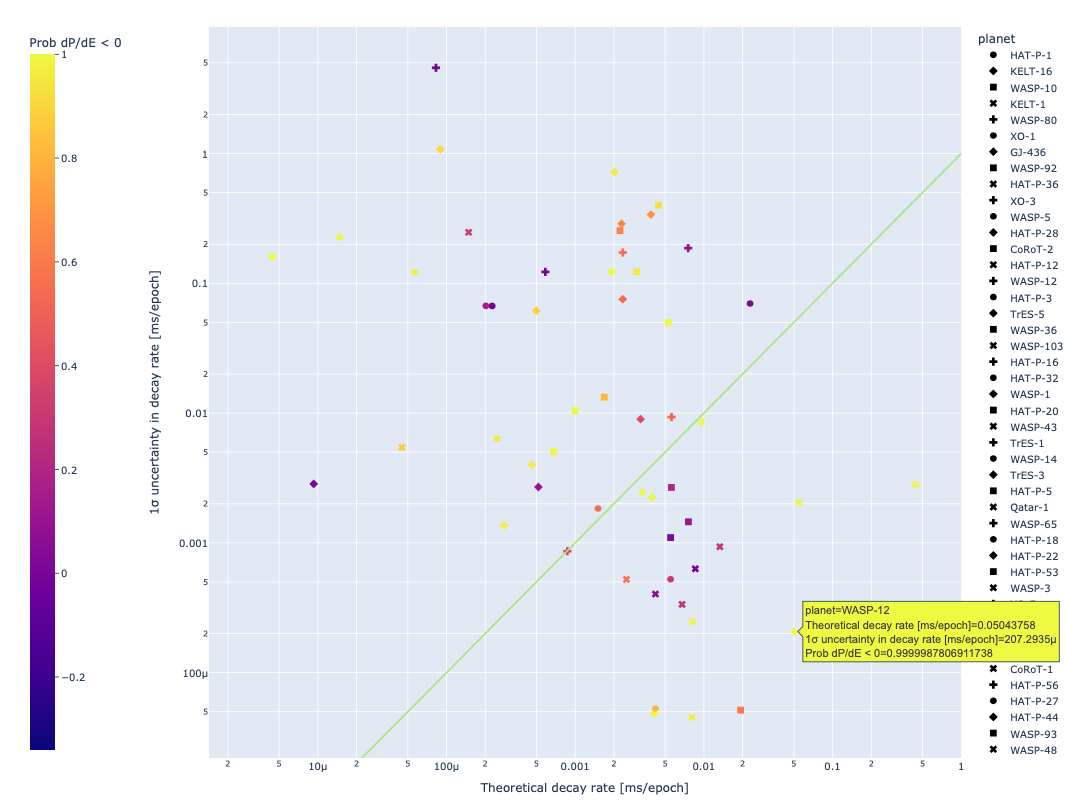 Prob dP/dE < 0
1
0.8
0.6
0.4
0.2
0
−0.2
1σ uncertainty in decay rate [ms/epoch]
5
2
1
5
2
0.1
5
2
0.01
5
2
0.001
5
2
100μ
5
2
5
10μ
2
5
100μ
2
5
0.001
2
5
0.01
2
5
0.1
2
5
1
Theoretical decay rate [ms/epoch]
planet=WASP-12
Theoretical decay rate [ms/epoch]=0.05043758
1σ uncertainty in decay rate [ms/epoch]=207.2935μ
Prob dP/dE < 0=0.9999987806911738
planet
HAT-P-1
KELT-16
WASP-10
KELT-1
WASP-80
XO-1
GJ-436
WASP-92
HAT-P-36
XO-3
WASP-5
HAT-P-28
CoRoT-2
HAT-P-12
WASP-12
HAT-P-3
TrES-5
WASP-36
WASP-103
HAT-P-16
HAT-P-32
WASP-1
HAT-P-20
WASP-43
TrES-1
WASP-14
TrES-3
HAT-P-5
Qatar-1
WASP-65
HAT-P-18
HAT-P-22
HAT-P-53
WASP-3
CoRoT-1
HAT-P-56
HAT-P-27
HAT-P-44
WASP-93
WASP-48